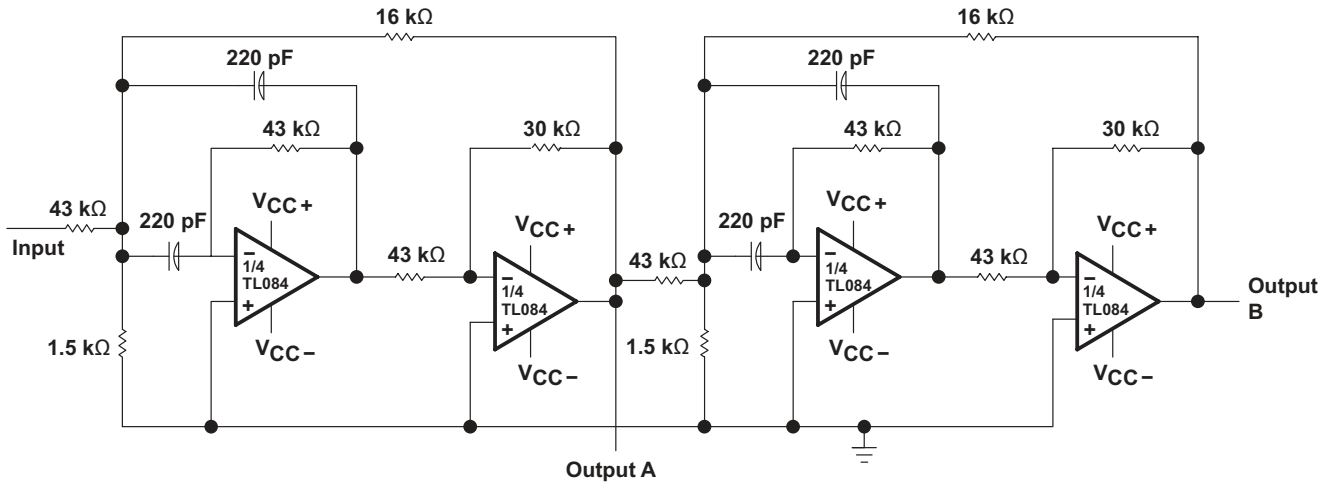 16 kΩ
16 kΩ
220 pF
220 pF
43 kΩ
30 kΩ
43 kΩ
30 kΩ
43 kΩ
Input
220 pF
VCC+
−
1/4
TL084
+
VCC−
1.5 kΩ
43 kΩ
VCC+
−
1/4
TL084
+
VCC−
43 kΩ
220 pF
VCC+
−
1/4
TL084
+
VCC−
1.5 kΩ
43 kΩ
VCC+
−
1/4
TL084
+
VCC−
Output
B
Output A